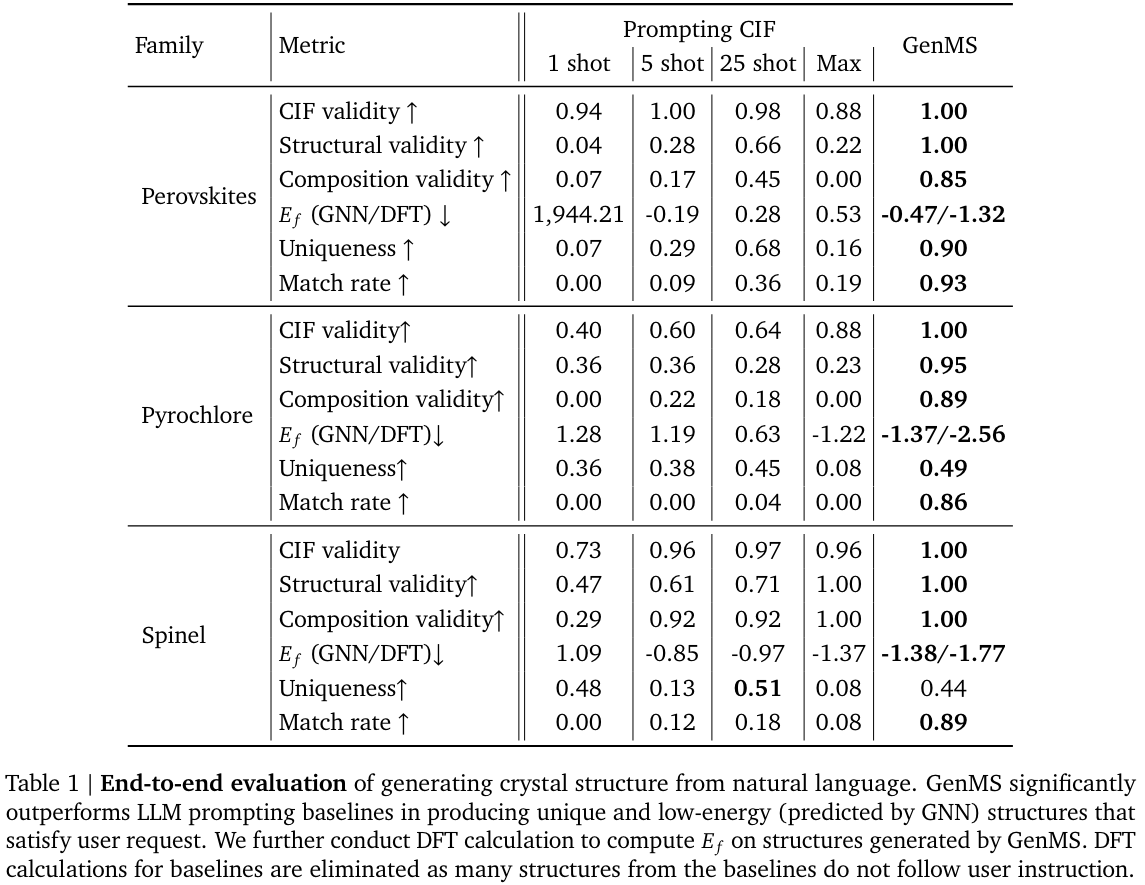 Family Metric Prompting CIF GenMS
1 shot 5 shot 25 shot Max
Perovskites
CIF validity ↑ 0.94 1.00 0.98 0.88 1.00
Structural validity ↑ 0.04 0.28 0.66 0.22 1.00
Composition validity ↑ 0.07 0.17 0.45 0.00 0.85
E_f (GNN/DFT) ↓ 1,944.21 -0.19 0.28 0.53 -0.47/-1.32
Uniqueness ↑ 0.07 0.29 0.68 0.16 0.90
Match rate ↑ 0.00 0.09 0.36 0.19 0.93
Pyrochlore
CIF validity↑ 0.40 0.60 0.64 0.88 1.00
Structural validity↑ 0.36 0.36 0.28 0.23 0.95
Composition validity↑ 0.00 0.22 0.18 0.00 0.89
E_f (GNN/DFT)↓ 1.28 1.19 0.63 -1.22 -1.37/-2.56
Uniqueness↑ 0.36 0.38 0.45 0.08 0.49
Match rate ↑ 0.00 0.00 0.04 0.00 0.86
Spinel
CIF validity 0.73 0.96 0.97 0.96 1.00
Structural validity↑ 0.47 0.61 0.71 1.00 1.00
Composition validity↑ 0.29 0.92 0.92 1.00 1.00
E_f (GNN/DFT)↓ 1.09 -0.85 -0.97 -1.37 -1.38/-1.77
Uniqueness↑ 0.48 0.13 0.51 0.08 0.44
Match rate ↑ 0.00 0.12 0.18 0.08 0.89
Table 1 | End-to-end evaluation of generating crystal structure from natural language. GenMS significantly
outperforms LLM prompting baselines in producing unique and low-energy (predicted by GNN) structures that
satisfy user request. We further conduct DFT calculation to compute E_f on structures generated by GenMS. DFT
calculations for baselines are eliminated as many structures from the baselines do not follow user instruction.